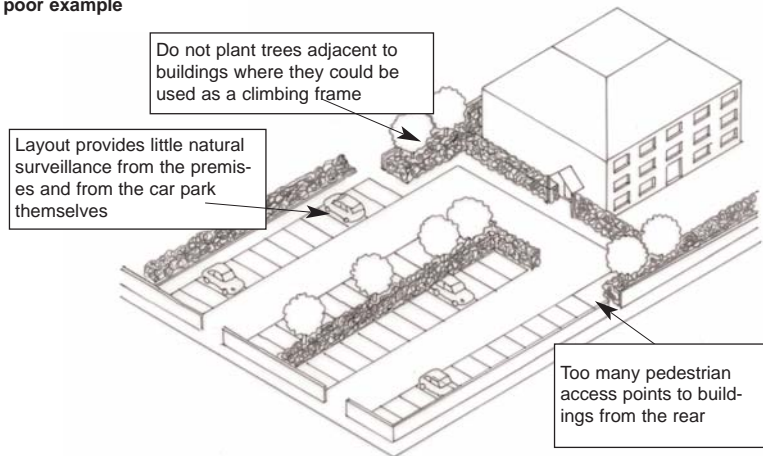 poor example
Do not plant trees adjacent to
buildings where they could be
used as a climbing frame
Layout provides little natural
surveillance from the premis-
es and from the car park
themselves
Too many pedestrian
access points to build-
ings from the rear